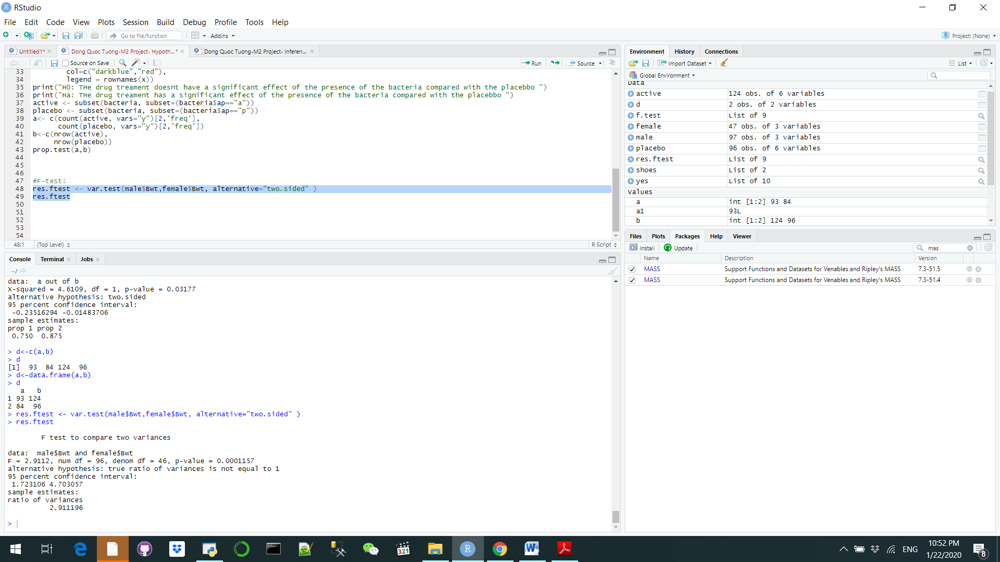 RStudio
File Edit Code View Plots Session Build Debug Profile Tools Help
Go to file/function Addins Project: (None)
Untitled1* Dong Quoc Tuong-M2 Project- Hypoth...* Dong Quoc Tuong-M2 Project- Inferen...
Source on Save Run Source
33 col=c("darkblue","red"),
34 legend = rownames(x))
35 print("H0: THe drug treament doesnt have a significant effect of the presence of the bacteria compared with the placebbo ")
36 print("Ha: THe drug treament has a significant effect of the presence of the bacteria compared with the placebbo ")
37 active <- subset(bacteria, subset=(bacteria$ap=="a"))
38 placebo <- subset(bacteria, subset=(bacteria$ap=="p"))
39 a<- c(count(active, vars="y")[2,'freq'],
40 count(placebo, vars="y")[2,'freq'])
41 b<-c(nrow(active),
42 nrow(placebo))
43 prop.test(a,b)
44
45
46
47 #F-test:
48 res.ftest <- var.test(male$Bwt,female$Bwt, alternative="two.sided" )
49 res.ftest
50
51
52
53
54
48:1 (Top Level) R Script
Console Terminal Jobs
~/
data: a out of b
X-squared = 4.6109, df = 1, p-value = 0.03177
alternative hypothesis: two.sided
95 percent confidence interval:
-0.23516294 -0.01483706
sample estimates:
prop 1 prop 2
0.750 0.875
> d<-c(a,b)
> d
[1] 93 84 124 96
> d<-data.frame(a,b)
> d
a b
1 93 124
2 84 96
> res.ftest <- var.test(male$Bwt,female$Bwt, alternative="two.sided" )
> res.ftest
F test to compare two variances
data: male$Bwt and female$Bwt
F = 2.9112, num df = 96, denom df = 46, p-value = 0.0001157
alternative hypothesis: true ratio of variances is not equal to 1
95 percent confidence interval:
1.723106 4.703057
sample estimates:
ratio of variances
2.911196
>
Environment History Connections
Import Dataset List
Global Environment
Data
active 124 obs. of 6 variables
d 2 obs. of 2 variables
f.test List of 9
female 47 obs. of 3 variables
male 97 obs. of 3 variables
placebo 96 obs. of 6 variables
res.ftest List of 9
shoes List of 2
yes List of 10
Values
a int [1:2] 93 84
a1 93L
b int [1:2] 124 96
Files Plots Packages Help Viewer
Install Update mas
Name Description Version
MASS Support Functions and Datasets for Venables and Ripley's MASS 7.3-51.5
MASS Support Functions and Datasets for Venables and Ripley's MASS 7.3-51.4
321
ENG
10:52 PM
1/22/2020
8